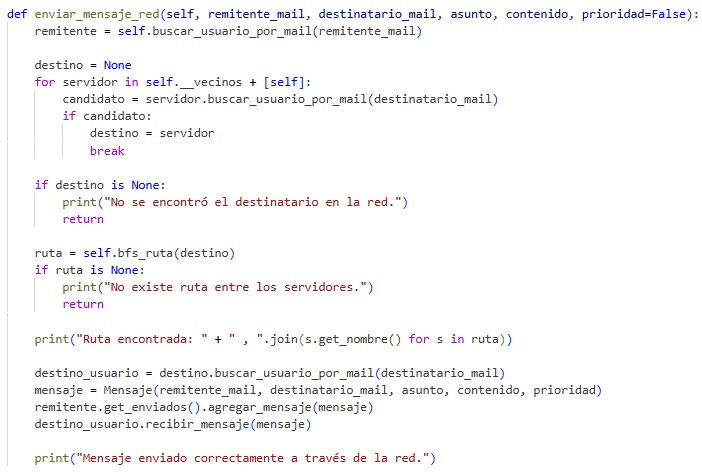 def enviar_mensaje_red(self, remitente_mail, destinatario_mail, asunto, contenido, prioridad=False):
    remitente = self.buscar_usuario_por_mail(remitente_mail)

    destino = None
    for servidor in self.__vecinos + [self]:
        candidato = servidor.buscar_usuario_por_mail(destinatario_mail)
        if candidato:
            destino = servidor
            break

    if destino is None:
        print("No se encontró el destinatario en la red.")
        return

    ruta = self.bfs_ruta(destino)
    if ruta is None:
        print("No existe ruta entre los servidores.")
        return

    print("Ruta encontrada: " + " , ".join(s.get_nombre() for s in ruta))

    destino_usuario = destino.buscar_usuario_por_mail(destinatario_mail)
    mensaje = Mensaje(remitente_mail, destinatario_mail, asunto, contenido, prioridad)
    remitente.get_enviados().agregar_mensaje(mensaje)
    destino_usuario.recibir_mensaje(mensaje)

    print("Mensaje enviado correctamente a través de la red.")